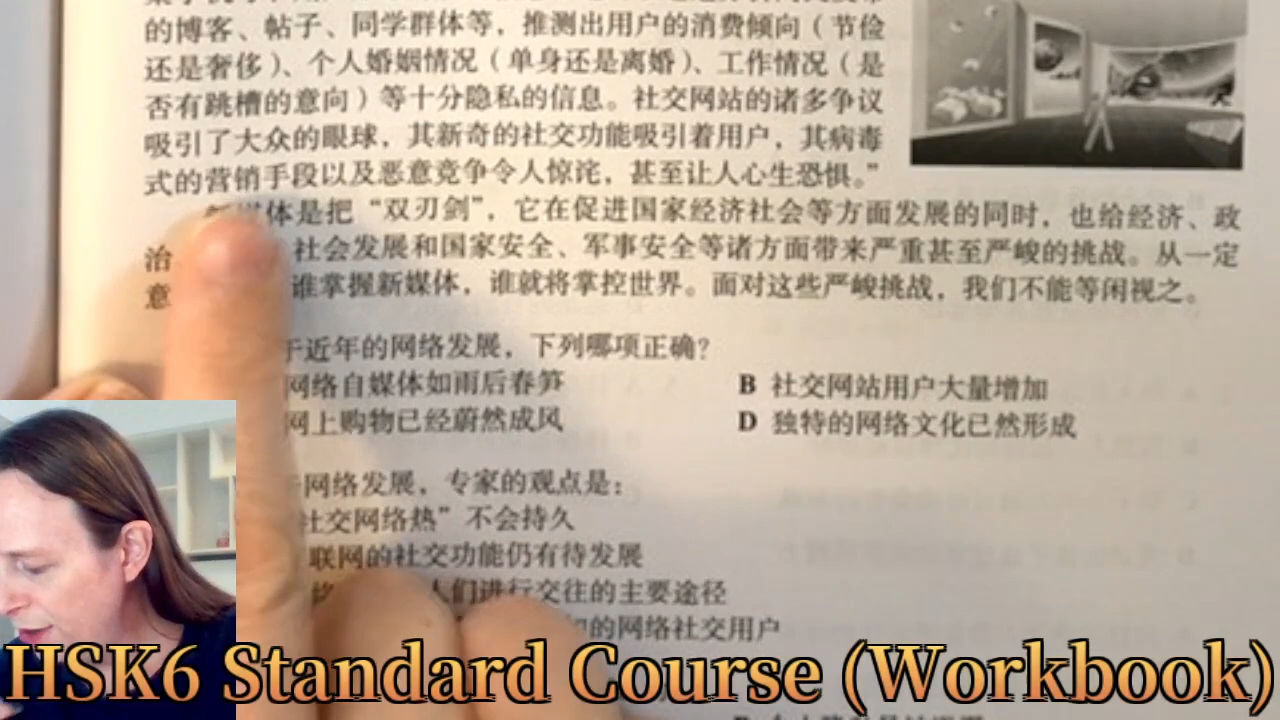 的博客、帖子、同学群体等，推测出用户的消费倾向（节俭
还是奢侈）、个人婚姻情况（单身还是离婚）、工作情况（是
否有跳槽的意向）等十分隐私的信息。社交网站的诸多争议
吸引了大众的眼球，其新奇的社交功能吸引着用户，其病毒
式的营销手段以及恶意竞争令人惊诧，甚至让人心生恐惧。”
体是把“双刃剑”，它在促进国家经济社会等方面发展的同时，也给经济、政
治 社会发展和国家安全、军事安全等诸方面带来严重甚至严峻的挑战。从一定
意 谁掌握新媒体，谁就将掌控世界。面对这些严峻挑战，我们不能等闲视之。
于近年的网络发展，下列哪项正确？
网络自媒体如雨后春笋 B 社交网站用户大量增加
网上购物已经蔚然成风 D 独特的网络文化已然形成
网络发展，专家的观点是：
社交网络热”不会持久
联网的社交功能仍有待发展
人们进行交往的主要途径
的网络社交用户
HSK6 Standard Course (Workbook)